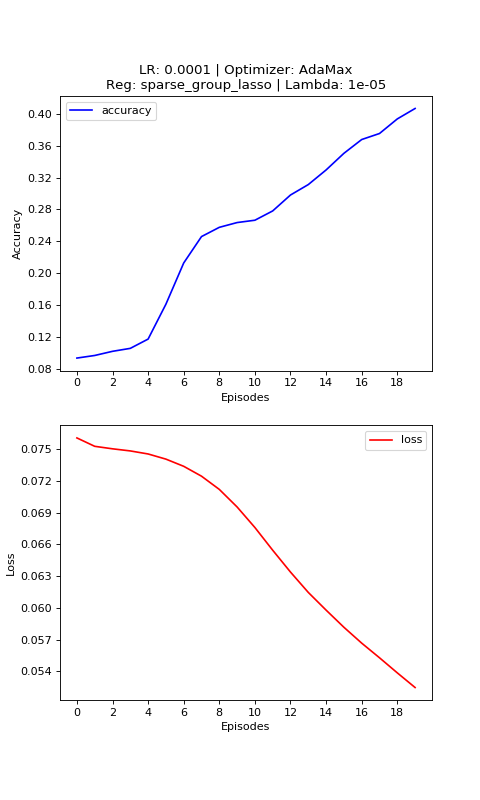 LR: 0.0001 | Optimizer: AdaMax
Reg: sparse_group_lasso | Lambda: 1e-05
accuracy
Accuracy
0.40
0.36
0.32
0.28
0.24
0.20
0.16
0.12
0.08
0 2 4 6 8 10 12 14 16 18
Episodes
loss
Loss
0.075
0.072
0.069
0.066
0.063
0.060
0.057
0.054
0 2 4 6 8 10 12 14 16 18
Episodes